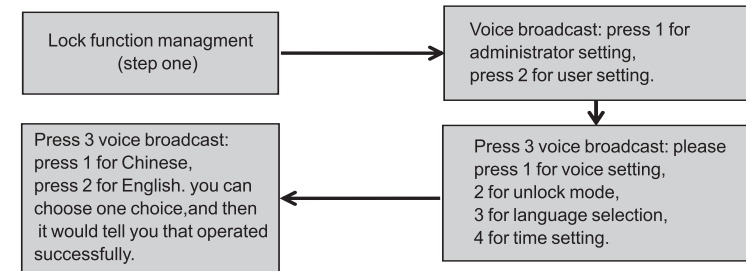 Lock function managment
(step one)
Voice broadcast: press 1 for
administrator setting,
press 2 for user setting.
Press 3 voice broadcast: please
press 1 for voice setting,
2 for unlock mode,
3 for language selection,
4 for time setting.
Press 3 voice broadcast:
press 1 for Chinese,
press 2 for English. you can
choose one choice,and then
it would tell you that operated
successfully.